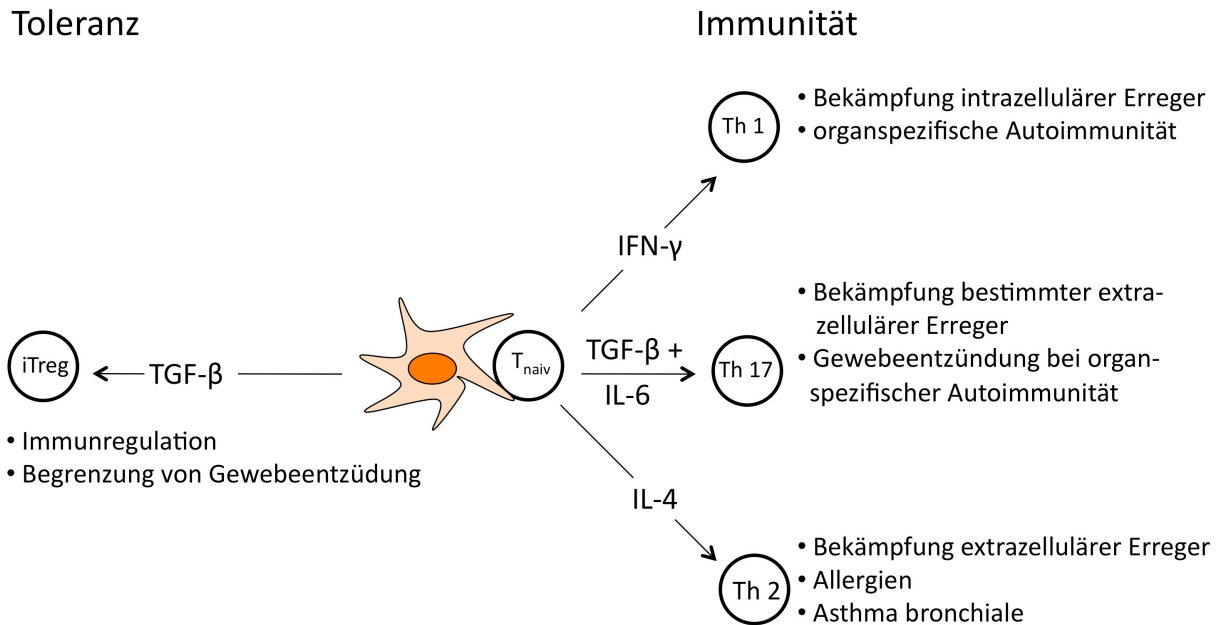 Toleranz
Immunität
Th 1
• Bekämpfung intrazellulärer Erreger
• organspezifische Autoimmunität
IFN-γ
iTreg
TGF-β
T naiv
TGF-β +
IL-6
Th 17
• Bekämpfung bestimmter extra-
zellulärer Erreger
• Gewebeentzündung bei organ-
spezifischer Autoimmunität
• Immunregulation
• Begrenzung von Gewebeentzüdung
IL-4
Th 2
• Bekämpfung extrazellulärer Erreger
• Allergien
• Asthma bronchiale